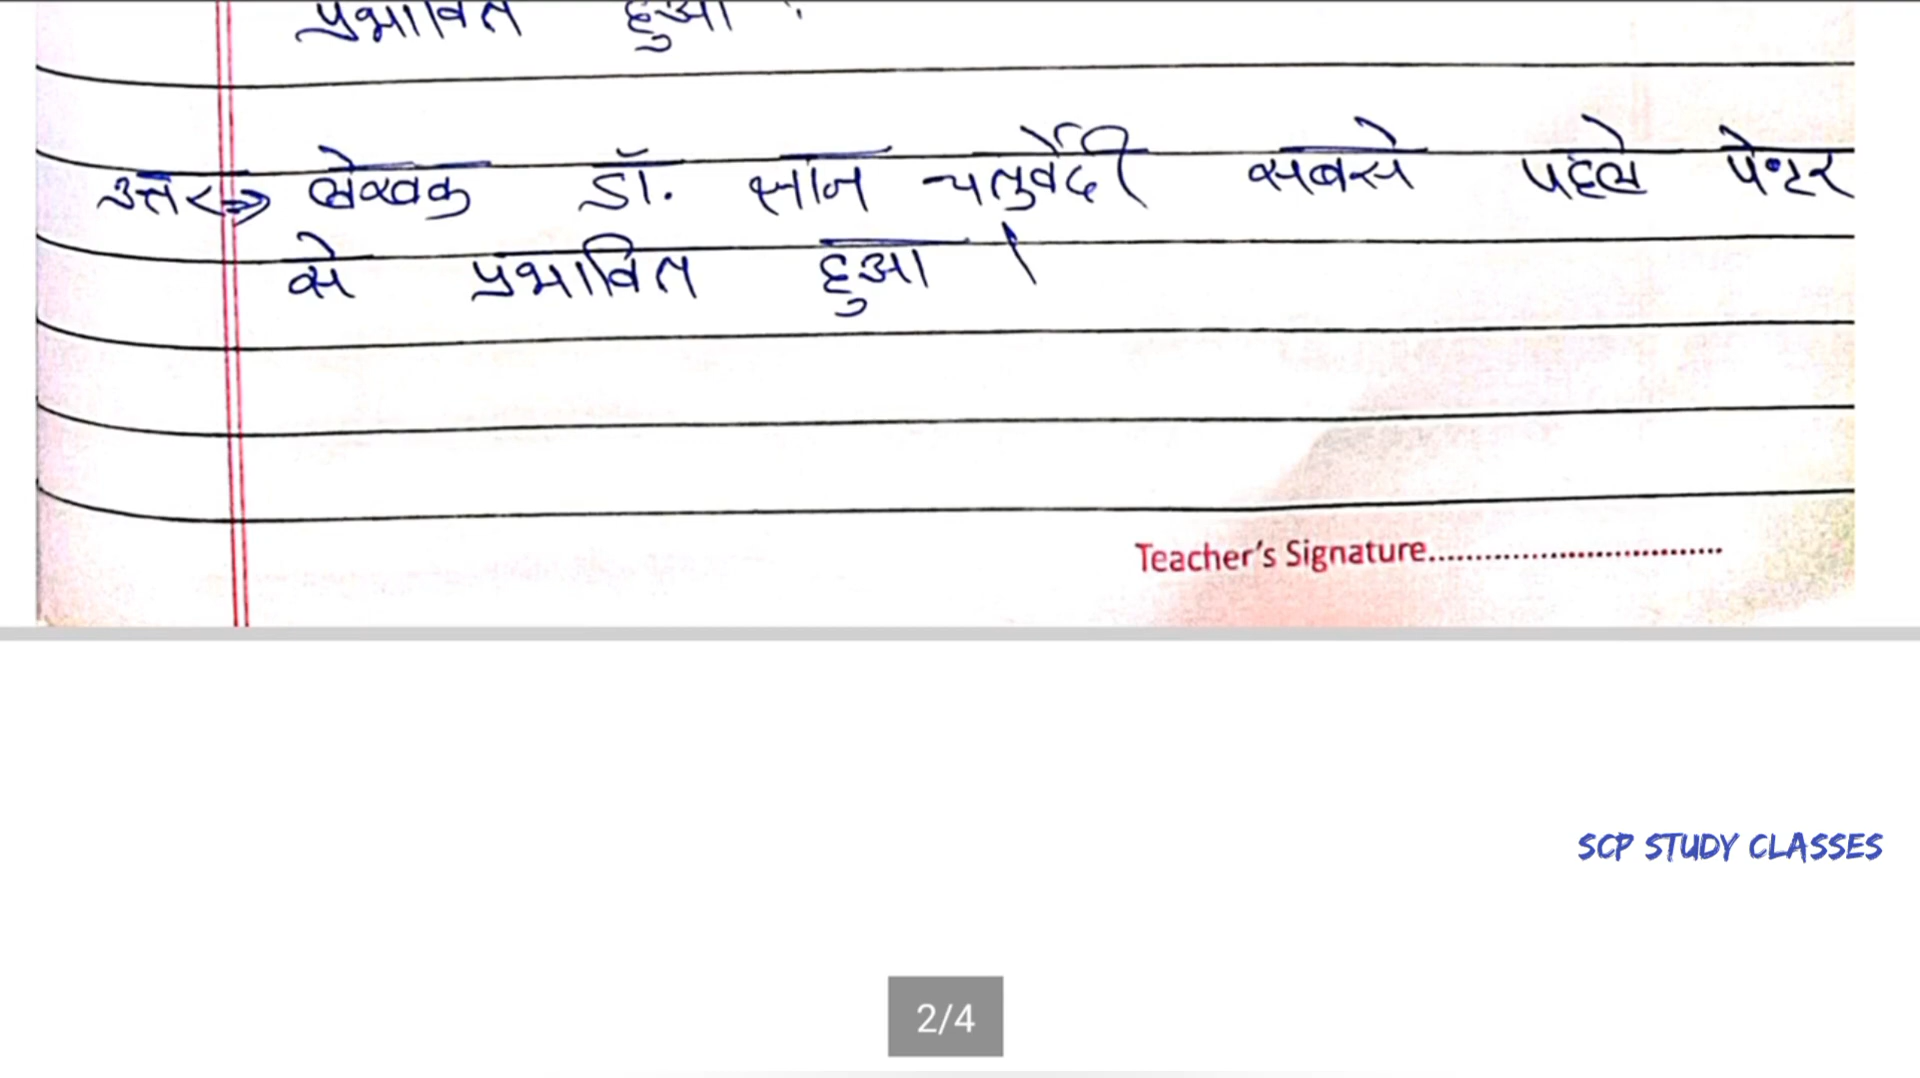 प्रभावित हुआ
उत्तर⇒ लेखक डॉ. ज्ञान चतुर्वेदी सबसे पहले पेन्टर
से प्रभावित हुआ।
Teacher's Signature................................
SCP STUDY CLASSES
2/4